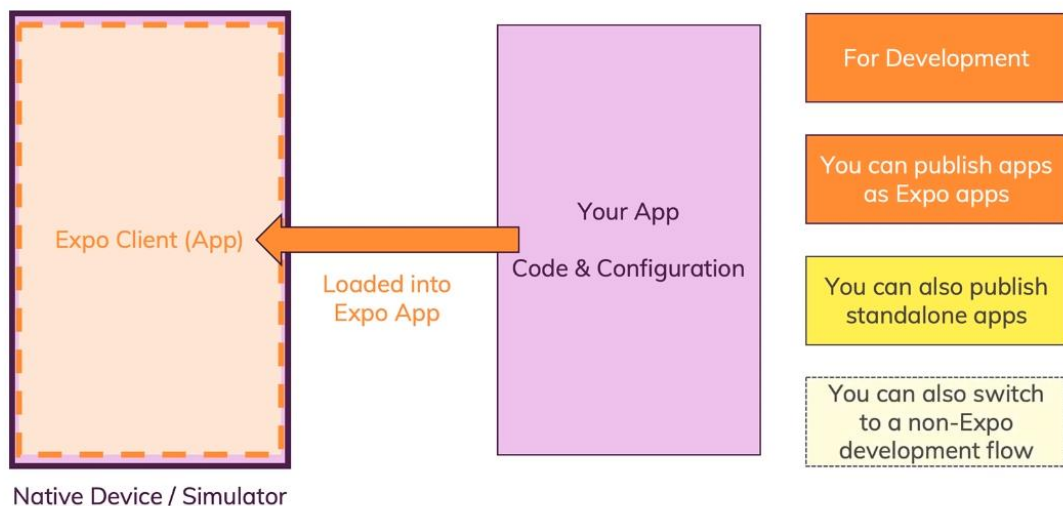 Expo Client (App)
Native Device / Simulator
Loaded into
Expo App
Your App
Code & Configuration
For Development
You can publish apps
as Expo apps
You can also publish
standalone apps
You can also switch
to a non-Expo
development flow